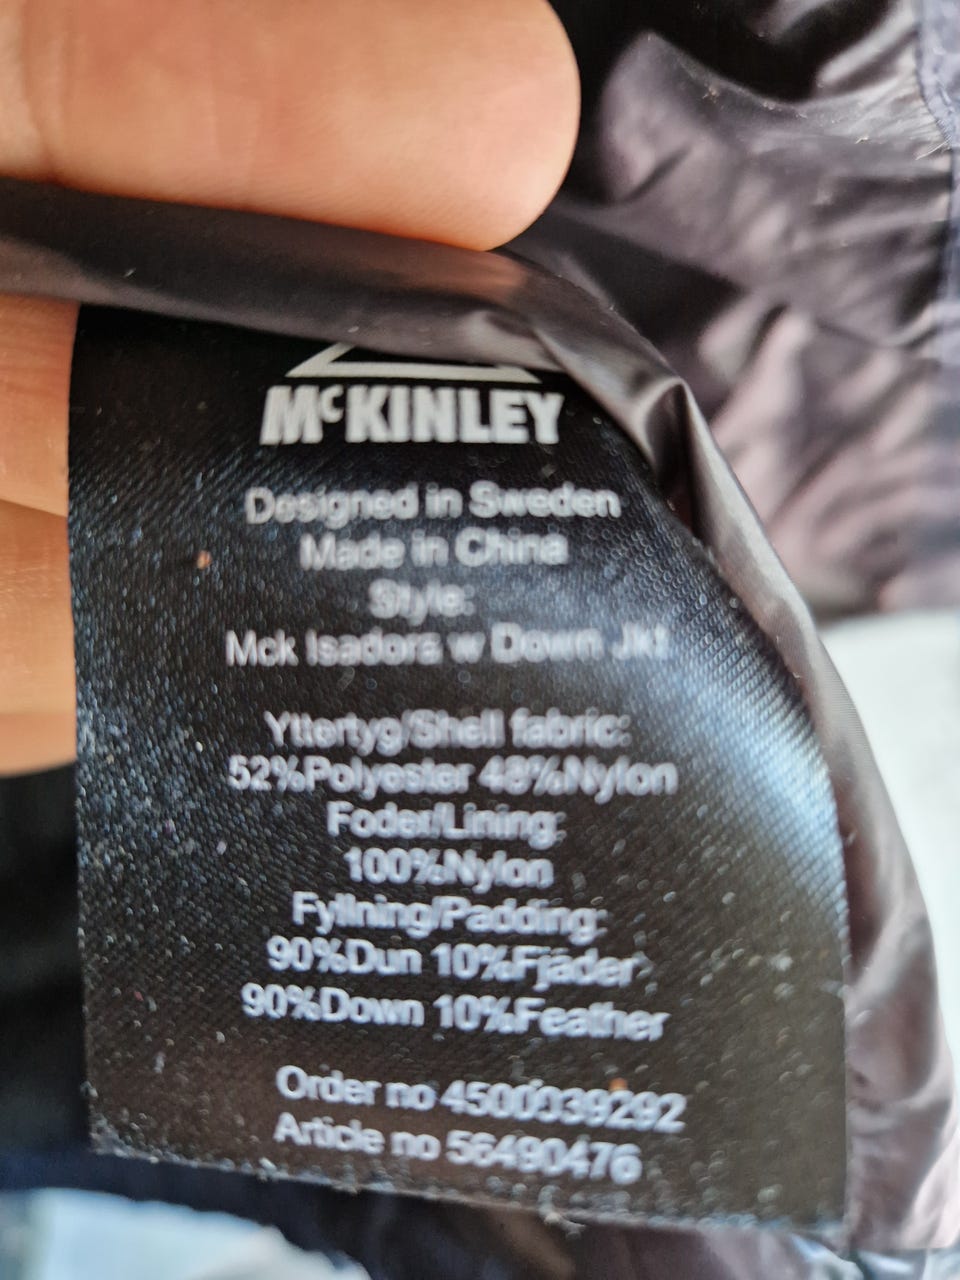 McKINLEY
Designed in Sweden
Made in China
Style:
Mck Isadora w Down Jkt
Yttertyg/Shell fabric:
52%Polyester 48%Nylon
Foder/Lining:
100%Nylon
Fyllning/Padding:
90%Dun 10%Fjäder
90%Down 10%Feather
Order no 4500039292
Article no 56490476